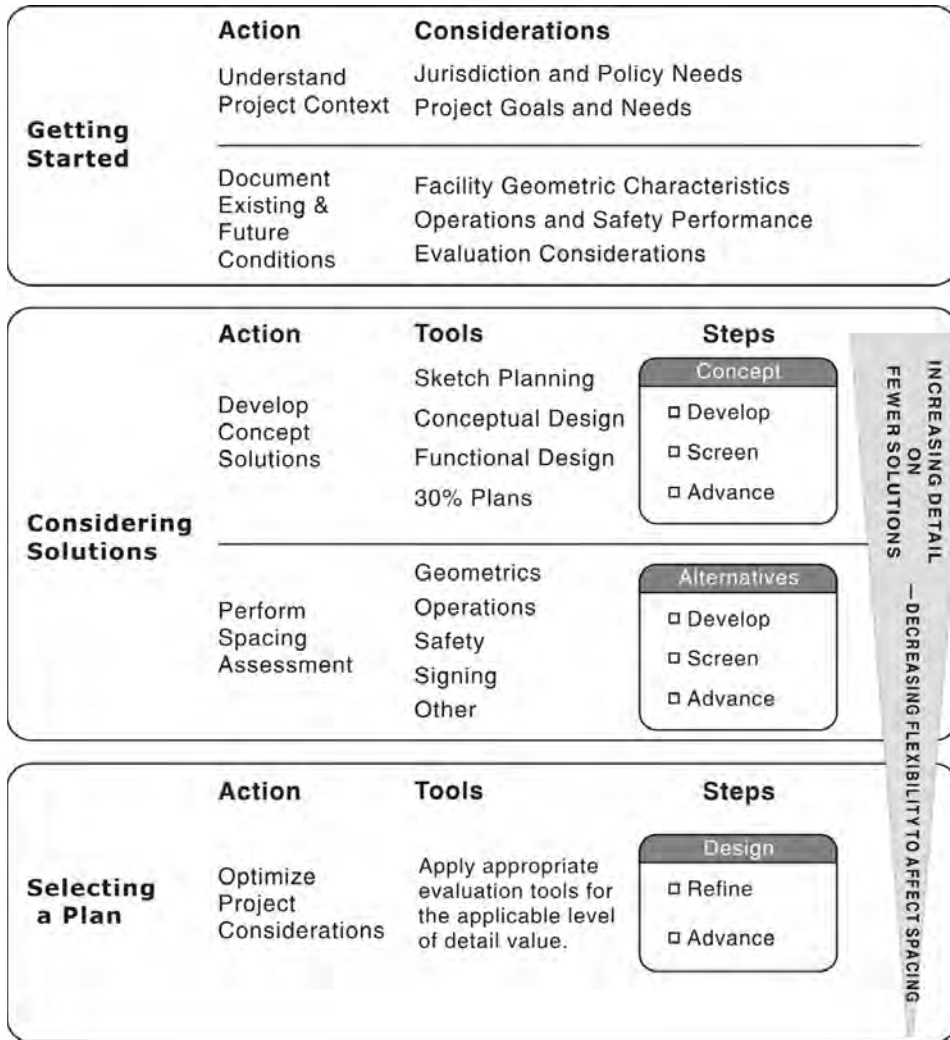 Action Considerations
Understand
Project Context
Jurisdiction and Policy Needs
Project Goals and Needs
Getting
Started
Document
Existing &
Future
Conditions
Facility Geometric Characteristics
Operations and Safety Performance
Evaluation Considerations
Action Tools Steps
Develop
Concept
Solutions
Sketch Planning
Conceptual Design
Functional Design
30% Plans
Concept
Develop
Screen
Advance
Considering
Solutions
Perform
Spacing
Assessment
Geometrics
Operations
Safety
Signing
Other
Alternatives
Develop
Screen
Advance
INCREASING DETAIL
ON
FEWER SOLUTIONS
— DECREASING FLEXIBILITY TO AFFECT SPACING —
Action Tools Steps
Selecting
a Plan
Optimize
Project
Considerations
Apply appropriate
evaluation tools for
the applicable level
of detail value.
Design
Refine
Advance